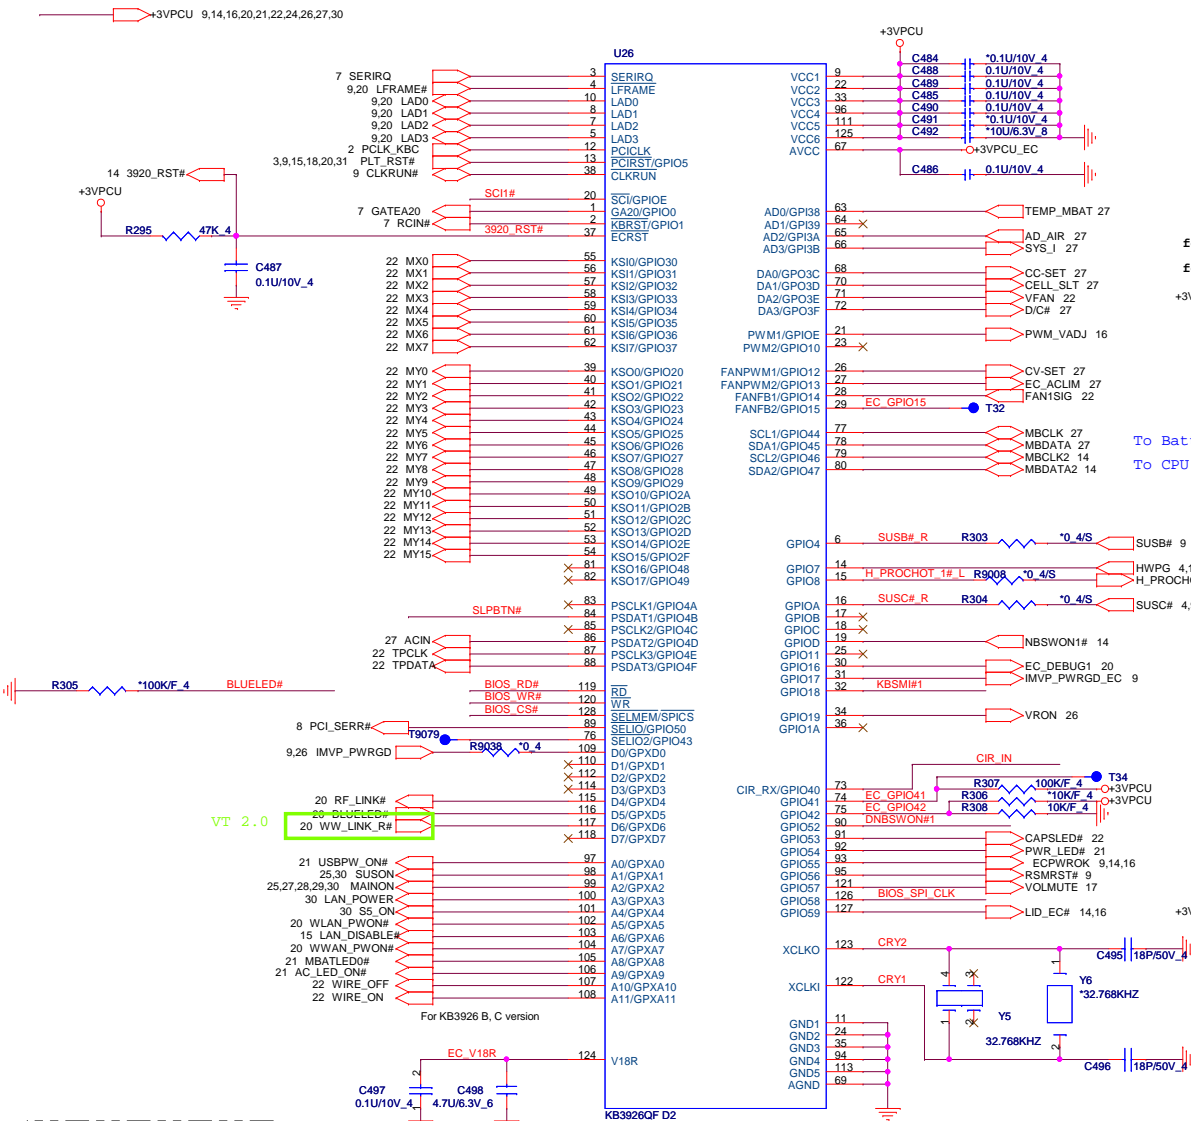 +3VPCU 9,14,16,20,21,22,24,26,27,30
+3VPCU
U26
7 SERIRQ 3 SERIRQ
9,20 LFRAME# 4 LFRAME
9,20 LAD0 10 LAD0
9,20 LAD1 8 LAD1
9,20 LAD2 7 LAD2
9,20 LAD3 5 LAD3
2 PCLK_KBC 12 PCICLK
3,9,15,18,20,31 PLT_RST# 13 PCIRST/GPIO5
9 CLKRUN# 38 CLKRUN
VCC1 9 C484 *0.1U/10V_4
VCC2 22 C488 0.1U/10V_4
VCC3 33 C489 0.1U/10V_4
VCC4 96 C485 0.1U/10V_4
VCC5 111 C490 0.1U/10V_4
VCC6 125 C491 *0.1U/10V_4
C492 *10U/6.3V_8
AVCC 67 +3VPCU_EC
C486 0.1U/10V_4
14 3920_RST#
+3VPCU
R295 47K_4
C487
0.1U/10V_4
SCI1# 20 SCI/GPIOE
7 GATEA20 1 GA20/GPIO0
7 RCIN# 2 KBRST/GPIO1
3920_RST# 37 ECRST
AD0/GPI38 63 TEMP_MBAT 27
AD1/GPI39 64
AD2/GPI3A 65 AD_AIR 27
AD3/GPI3B 66 SYS_I 27
22 MX0 55 KSI0/GPIO30
22 MX1 56 KSI1/GPIO31
22 MX2 57 KSI2/GPIO32
22 MX3 58 KSI3/GPIO33
22 MX4 59 KSI4/GPIO34
22 MX5 60 KSI5/GPIO35
22 MX6 61 KSI6/GPIO36
22 MX7 62 KSI7/GPIO37
DA0/GPO3C 68 CC-SET 27
DA1/GPO3D 70 CELL_SLT 27
DA2/GPO3E 71 VFAN 22
DA3/GPO3F 72 D/C# 27
f
f
+3V
PWM1/GPIOE 21 PWM_VADJ 16
PWM2/GPIO10 23
22 MY0 39 KSO0/GPIO20
22 MY1 40 KSO1/GPIO21
22 MY2 41 KSO2/GPIO22
22 MY3 42 KSO3/GPIO23
22 MY4 43 KSO4/GPIO24
22 MY5 44 KSO5/GPIO25
22 MY6 45 KSO6/GPIO26
22 MY7 46 KSO7/GPIO27
22 MY8 47 KSO8/GPIO28
22 MY9 48 KSO9/GPIO29
22 MY10 49 KSO10/GPIO2A
22 MY11 50 KSO11/GPIO2B
22 MY12 51 KSO12/GPIO2C
22 MY13 52 KSO13/GPIO2D
22 MY14 53 KSO14/GPIO2E
22 MY15 54 KSO15/GPIO2F
81 KSO16/GPIO48
82 KSO17/GPIO49
FANPWM1/GPIO12 26 CV-SET 27
FANPWM2/GPIO13 27 EC_ACLIM 27
FANFB1/GPIO14 28 FAN1SIG 22
FANFB2/GPIO15 29 EC_GPIO15 T32
SCL1/GPIO44 77 MBCLK 27
SDA1/GPIO45 78 MBDATA 27
SCL2/GPIO46 79 MBCLK2 14
SDA2/GPIO47 80 MBDATA2 14
To Bat
To CPU
GPIO4 6 SUSB#_R R303 *0_4/S SUSB# 9
GPIO7 14 HWPG 4,1
GPIO8 15 H_PROCHOT_1#_L R9008 *0_4/S H_PROCHO
GPIOA 16 SUSC#_R R304 *0_4/S SUSC# 4,
GPIOB 17
GPIOC 18
GPIOD 19 NBSWON1# 14
GPIO11 25
GPIO16 30 EC_DEBUG1 20
GPIO17 31 IMVP_PWRGD_EC 9
GPIO18 32 KBSMI#1
GPIO19 34 VRON 26
GPIO1A 36
83 PSCLK1/GPIO4A
SLPBTN# 84 PSDAT1/GPIO4B
85 PSCLK2/GPIO4C
27 ACIN 86 PSDAT2/GPIO4D
22 TPCLK 87 PSCLK3/GPIO4E
22 TPDATA 88 PSDAT3/GPIO4F
R305 *100K/F_4 BLUELED#
BIOS_RD# 119 RD
BIOS_WR# 120 WR
BIOS_CS# 128 SELMEM/SPICS
8 PCI_SERR# 89 SELIO/GPIO50
T9079 76 SELIO2/GPIO43
9,26 IMVP_PWRGD R9038 *0_4 109 D0/GPXD0
110 D1/GPXD1
112 D2/GPXD2
114 D3/GPXD3
20 RF_LINK# 115 D4/GPXD4
20 BLUELED# 116 D5/GPXD5
VT 2.0 20 WW_LINK_R# 117 D6/GPXD6
118 D7/GPXD7
CIR_IN
CIR_RX/GPIO40 73 T34
GPIO41 74 EC_GPIO41 R307 100K/F_4 +3VPCU
GPIO42 75 EC_GPIO42 R306 *10K/F_4 +3VPCU
R308 10K/F_4
GPIO52 90 DNBSWON#1
GPIO53 91 CAPSLED# 22
GPIO54 92 PWR_LED# 21
GPIO55 93 ECPWROK 9,14,16
GPIO56 95 RSMRST# 9
GPIO57 121 VOLMUTE 17
GPIO58 126 BIOS_SPI_CLK
GPIO59 127 LID_EC# 14,16
+3V
21 USBPW_ON# 97 A0/GPXA0
25,30 SUSON 98 A1/GPXA1
25,27,28,29,30 MAINON 99 A2/GPXA2
30 LAN_POWER 100 A3/GPXA3
30 S5_ON 101 A4/GPXA4
20 WLAN_PWON# 102 A5/GPXA5
15 LAN_DISABLE# 103 A6/GPXA6
20 WWAN_PWON# 104 A7/GPXA7
21 MBATLED0# 105 A8/GPXA8
21 AC_LED_ON# 106 A9/GPXA9
22 WIRE_OFF 107 A10/GPXA10
22 WIRE_ON 108 A11/GPXA11
For KB3926 B, C version
XCLKO 123 CRY2
XCLKI 122 CRY1
C495 18P/50V_4
4 3
1 2
Y5
32.768KHZ
1
Y6
*32.768KHZ
2
C496 18P/50V_4
GND1 11
GND2 24
GND3 35
GND4 94
GND5 113
AGND 69
EC_V18R 124 V18R
2
C497
0.1U/10V_4
1
C498
4.7U/6.3V_6
KB3926QF D2